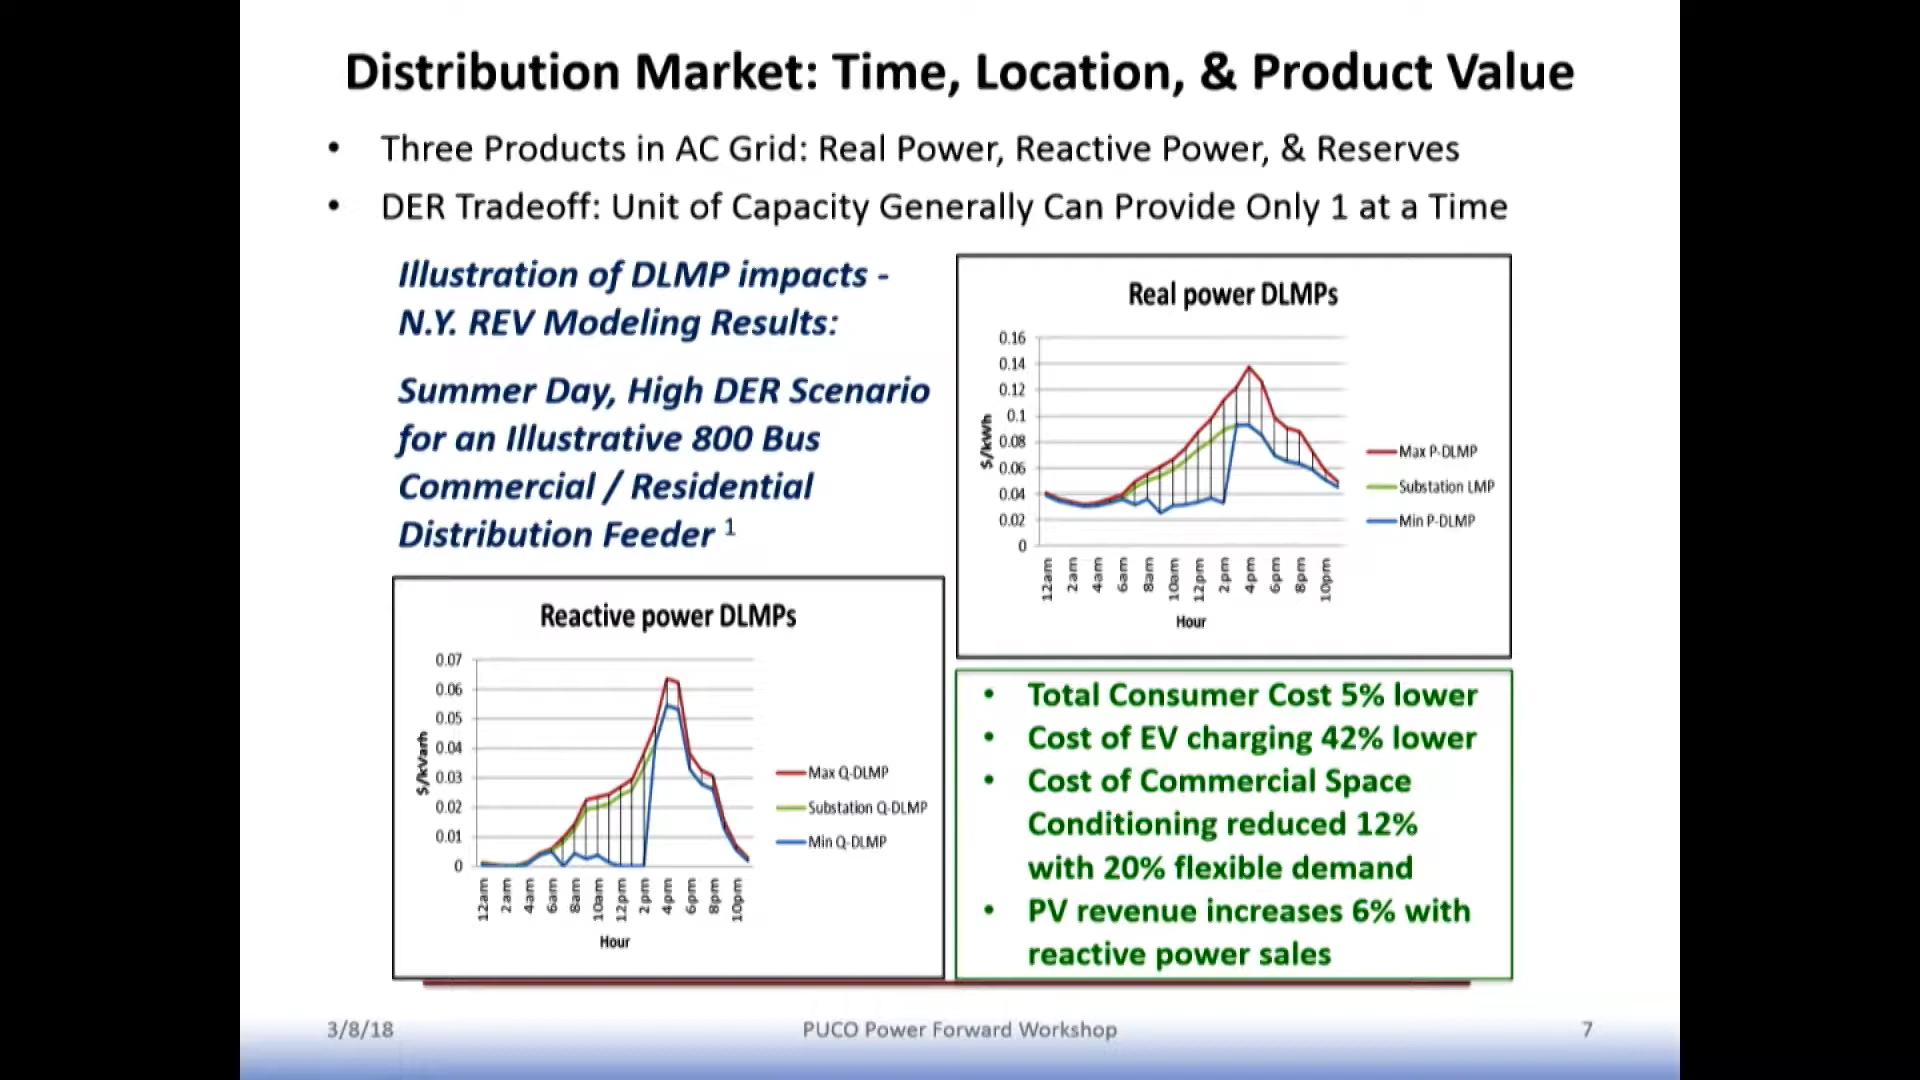 Distribution Market: Time, Location, & Product Value
• Three Products in AC Grid: Real Power, Reactive Power, & Reserves
• DER Tradeoff: Unit of Capacity Generally Can Provide Only 1 at a Time
Illustration of DLMP impacts -
N.Y. REV Modeling Results:
Summer Day, High DER Scenario
for an Illustrative 800 Bus
Commercial / Residential
Distribution Feeder 1
Real power DLMPs
0.16
0.14
0.12
0.1
0.08
0.06
0.04
0.02
0
$/kWh
12am
2am
4am
6am
8am
10am
12pm
2pm
4pm
6pm
8pm
10pm
Hour
Max P-DLMP
Substation LMP
Min P-DLMP
Reactive power DLMPs
0.07
0.06
0.05
0.04
0.03
0.02
0.01
0
$/kVarh
12am
2am
4am
6am
8am
10am
12pm
2pm
4pm
6pm
8pm
10pm
Hour
Max Q-DLMP
Substation Q-DLMP
Min Q-DLMP
• Total Consumer Cost 5% lower
• Cost of EV charging 42% lower
• Cost of Commercial Space
Conditioning reduced 12%
with 20% flexible demand
• PV revenue increases 6% with
reactive power sales
3/8/18
PUCO Power Forward Workshop
7